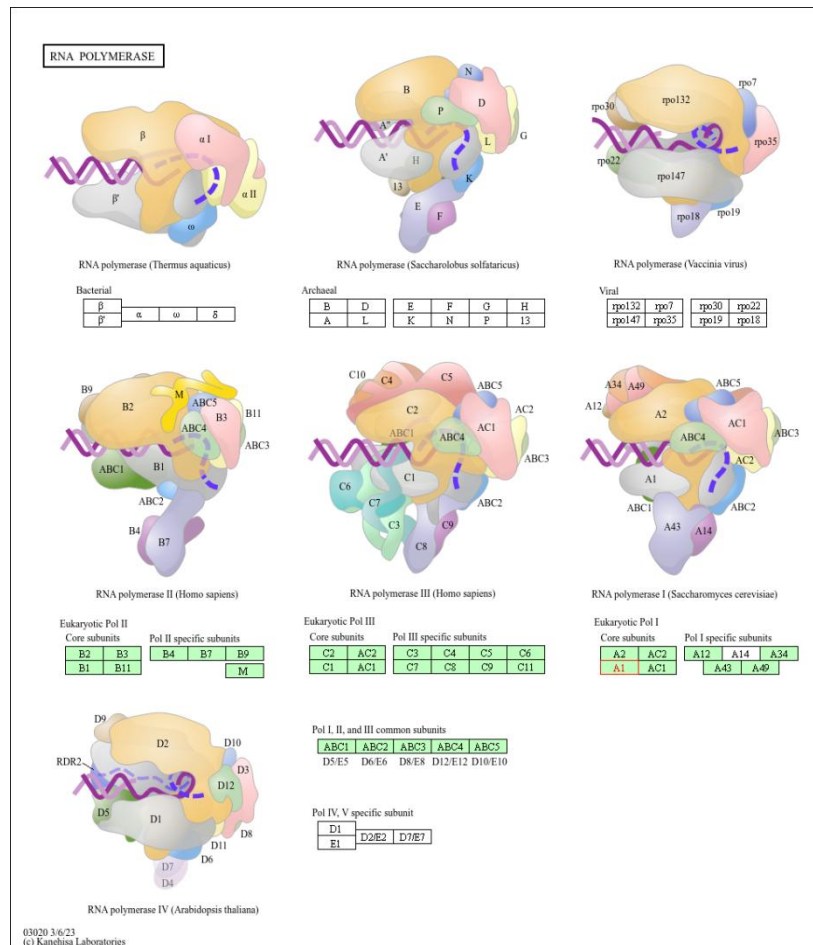 RNA POLYMERASE
β
α I
β'
α II
ω
RNA polymerase (Thermus aquaticus)
B
N
D
P
A''
A'
H
L
G
K
13
E
F
RNA polymerase (Saccharolobus solfataricus)
rpo30
rpo132
rpo7
rpo35
rpo22
rpo147
rpo19
rpo18
RNA polymerase (Vaccinia virus)
Bacterial
β
β'
α ω δ
Archaeal
B D E F G H
A L K N P 13
Viral
rpo132 rpo7 rpo30 rpo22
rpo147 rpo35 rpo19 rpo18
B9
B2
M
ABC5
B3
B11
ABC4
ABC3
ABC1
B1
ABC2
B4
B7
RNA polymerase II (Homo sapiens)
C10
C4
C5
ABC5
C2
AC2
AC1
ABC1
ABC4
ABC3
C6
C1
C7
ABC2
C3
C9
C8
RNA polymerase III (Homo sapiens)
A34
A49
ABC5
A12
A2
AC1
ABC4
ABC3
AC2
A1
ABC1
ABC2
A43
A14
RNA polymerase I (Saccharomyces cerevisiae)
Eukaryotic Pol II
Core subunits Pol II specific subunits
B2 B3 B4 B7 B9
B1 B11 M
Eukaryotic Pol III
Core subunits Pol III specific subunits
C2 AC2 C3 C4 C5 C6
C1 AC1 C7 C8 C9 C11
Eukaryotic Pol I
Core subunits Pol I specific subunits
A2 AC2 A12 A14 A34
A1 AC1 A43 A49
D9
D2
D10
RDR2
D3
D12
D5
D1
D8
D11
D6
D7
D4
RNA polymerase IV (Arabidopsis thaliana)
Pol I, II, and III common subunits
ABC1 ABC2 ABC3 ABC4 ABC5
D5/E5 D6/E6 D8/E8 D12/E12 D10/E10
Pol IV, V specific subunit
D1
E1
D2/E2 D7/E7
03020 3/6/23
(c) Kanehisa Laboratories